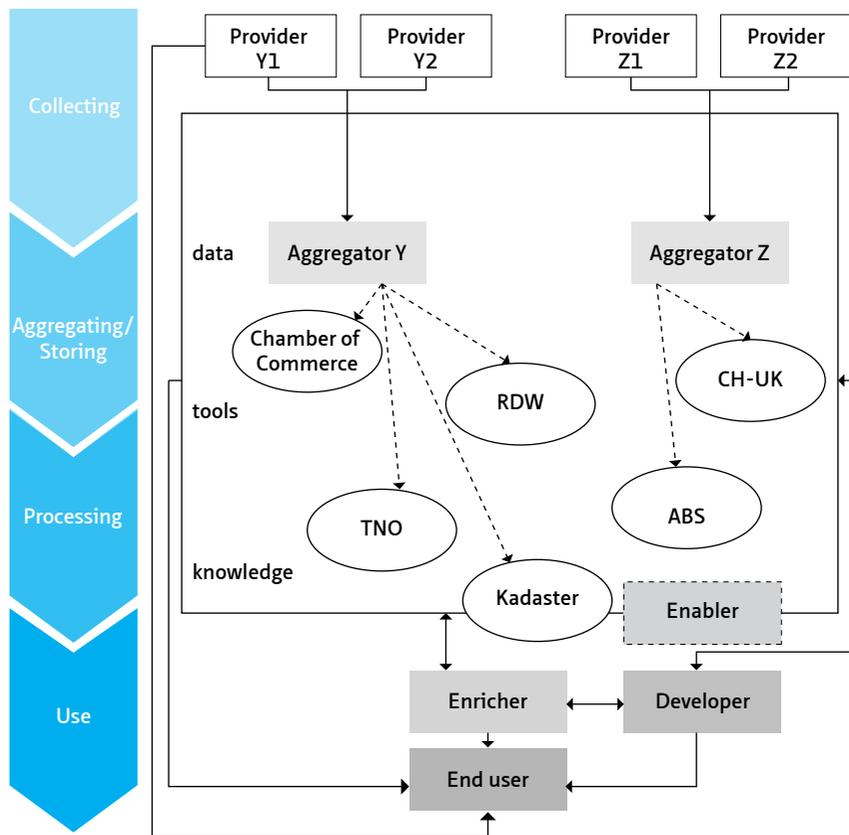 Provider
Y1
Provider
Y2
Provider
Z1
Provider
Z2
Collecting
data
Aggregator Y
Aggregator Z
Aggregating/
Storing
Chamber of
Commerce
RDW
CH-UK
tools
Processing
TNO
ABS
knowledge
Kadaster
Enabler
Use
Enricher
Developer
End user